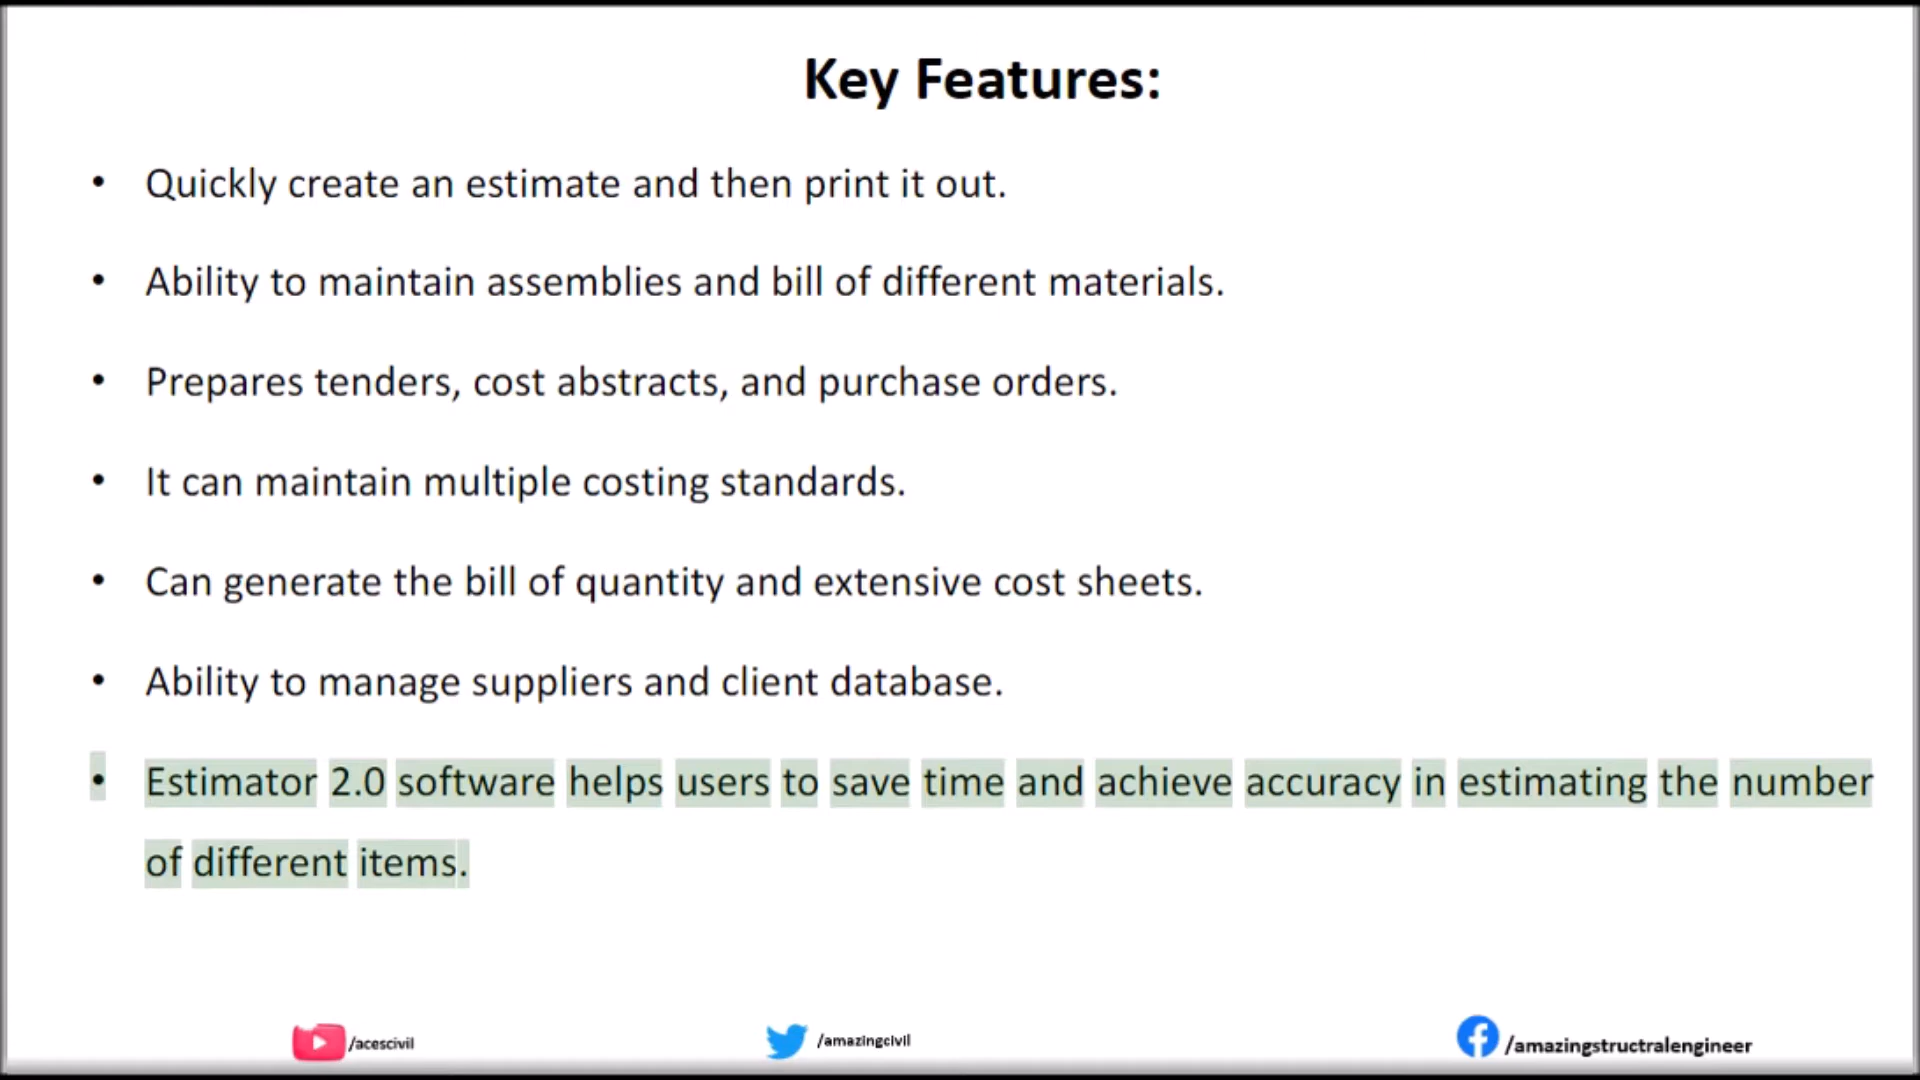 Key Features:
• Quickly create an estimate and then print it out.
• Ability to maintain assemblies and bill of different materials.
• Prepares tenders, cost abstracts, and purchase orders.
• It can maintain multiple costing standards.
• Can generate the bill of quantity and extensive cost sheets.
• Ability to manage suppliers and client database.
• Estimator 2.0 software helps users to save time and achieve accuracy in estimating the number
of different items.
/acescivil /amazingcivil /amazingstructralengineer